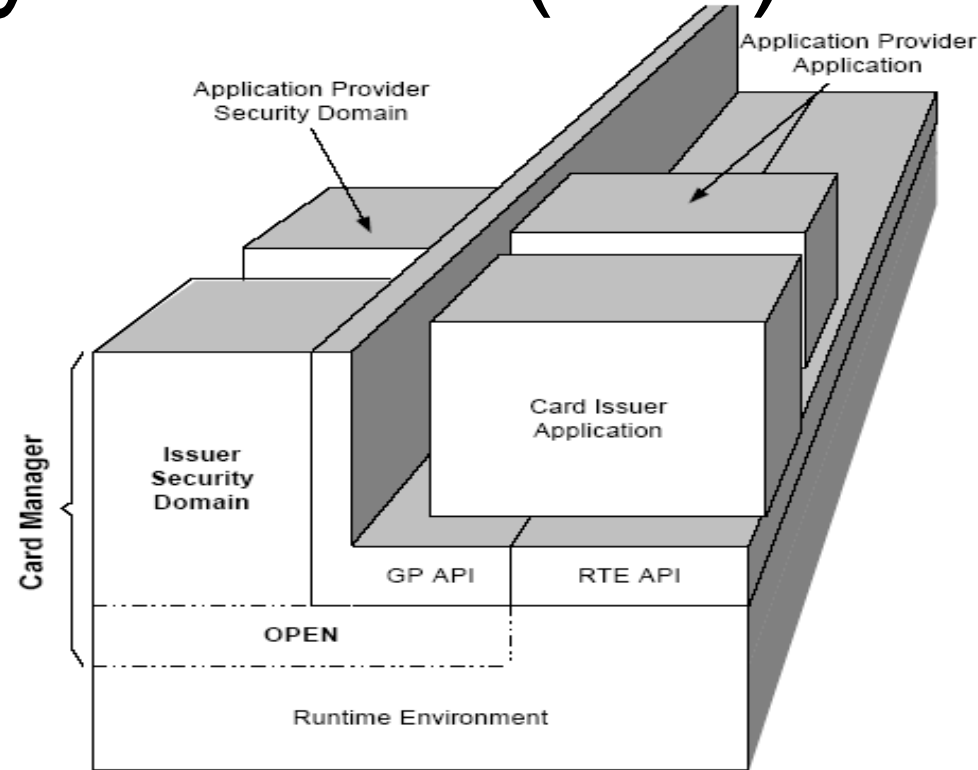 Application Provider
Application
Application Provider
Security Domain
Card Issuer
Application
Issuer
Security
Domain
Card Manager
GP API
RTE API
OPEN
Runtime Environment